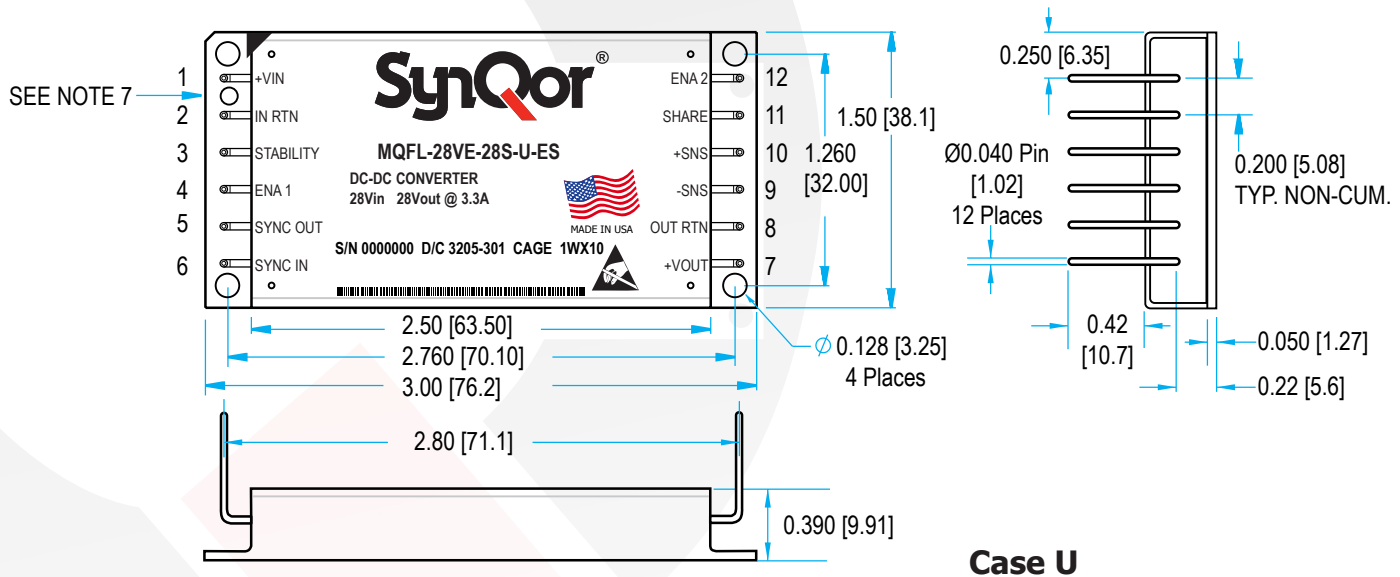 SynQor®
1 +VIN
2 IN RTN
3 STABILITY
4 ENA 1
5 SYNC OUT
6 SYNC IN
SEE NOTE 7
ENA 2 12
SHARE 11
+SNS 10
-SNS 9
OUT RTN 8
+VOUT 7
MQFL-28VE-28S-U-ES
DC-DC CONVERTER
28Vin 28Vout @ 3.3A
MADE IN USA
S/N 0000000 D/C 3205-301 CAGE 1WX10
1.50 [38.1]
1.260
[32.00]
2.50 [63.50]
2.760 [70.10]
3.00 [76.2]
Ø 0.128 [3.25]
4 Places
0.250 [6.35]
Ø0.040 Pin
[1.02]
12 Places
0.200 [5.08]
TYP. NON-CUM.
0.42
[10.7]
0.050 [1.27]
0.22 [5.6]
2.80 [71.1]
0.390 [9.91]
Case U